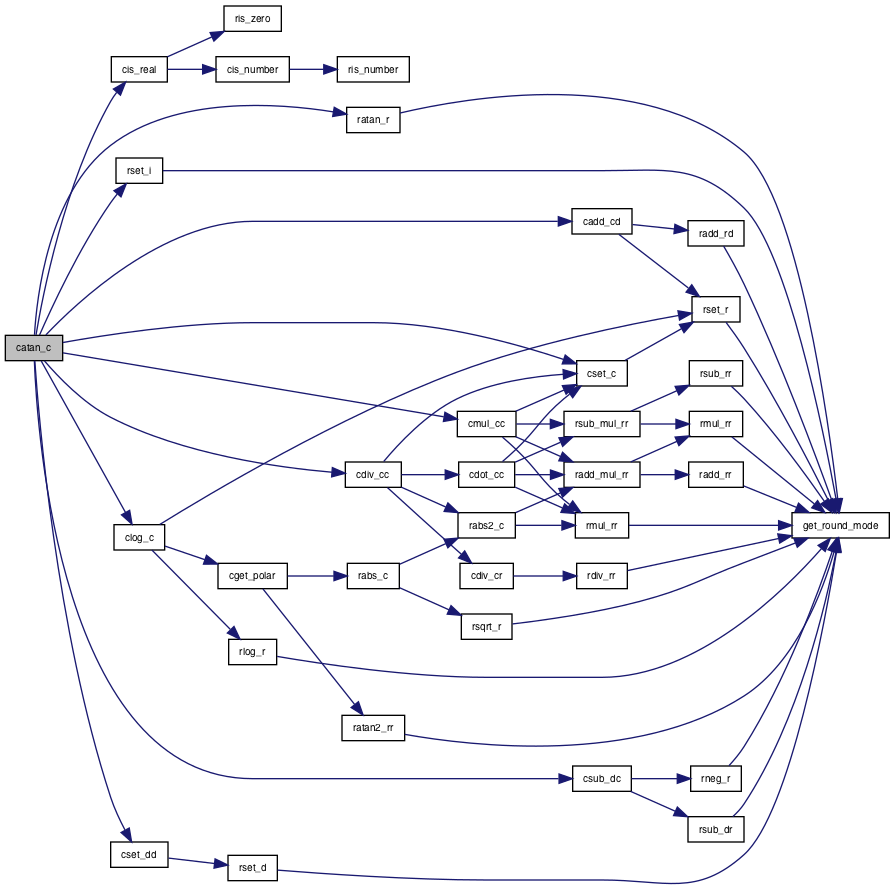 ris_zero
cis_real
cis_number
ris_number
ratan_r
rset_i
cadd_cd
radd_rd
rset_r
catan_c
cset_c
rsub_rr
cmul_cc
rsub_mul_rr
rmul_rr
cdiv_cc
cdot_cc
radd_mul_rr
radd_rr
clog_c
rabs2_c
rmul_rr
get_round_mode
cget_polar
rabs_c
cdiv_cr
rdiv_rr
rsqrt_r
rlog_r
ratan2_rr
csub_dc
rneg_r
rsub_dr
cset_dd
rset_d